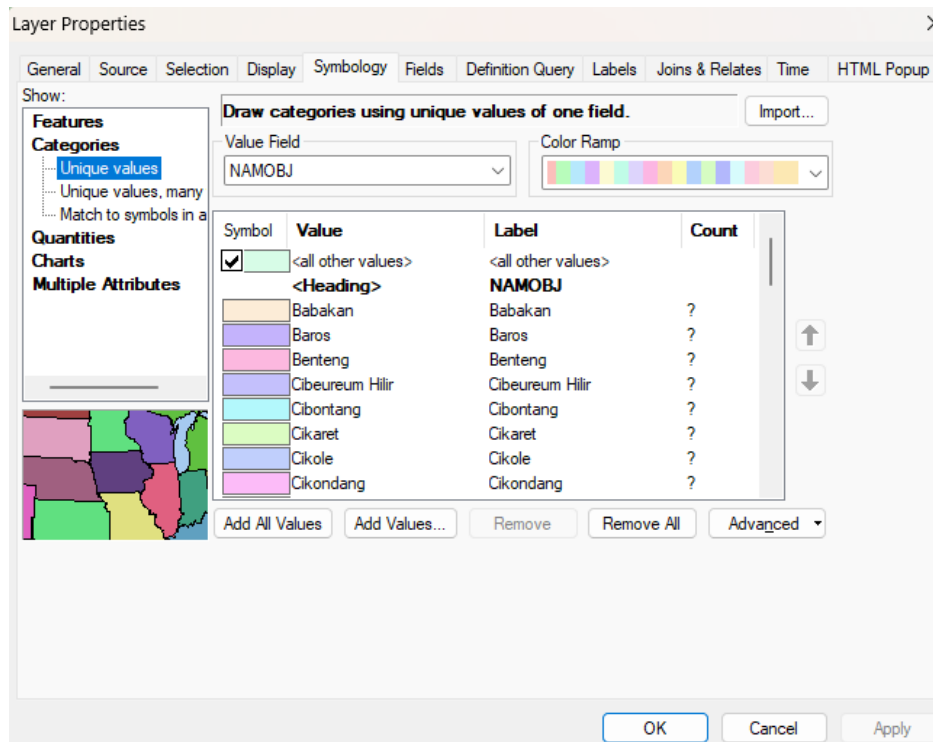 Layer Properties
General Source Selection Display Symbology Fields Definition Query Labels Joins & Relates Time HTML Popup
Show:
Features
Categories
Unique values
Unique values, many
Match to symbols in a
Quantities
Charts
Multiple Attributes
Draw categories using unique values of one field.
Import...
Value Field
NAMOBJ
Color Ramp
Symbol Value Label Count
<all other values> <all other values>
<Heading> NAMOBJ
Babakan Babakan ?
Baros Baros ?
Benteng Benteng ?
Cibeureum Hilir Cibeureum Hilir ?
Cibontang Cibontang ?
Cikaret Cikaret ?
Cikole Cikole ?
Cikondang Cikondang ?
Add All Values Add Values... Remove Remove All Advanced
OK Cancel Apply